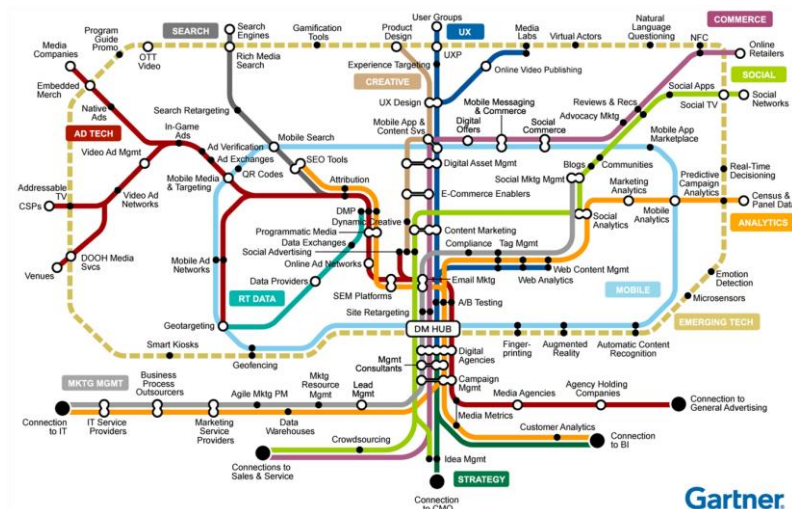 User Groups
COMMERCE
Program
Guide
Promo
Media
Companies
SEARCH
Search
Engines
Gamification
Tools
Product
Design
UX
Media
Labs
Virtual Actors
Natural
Language
Questioning
NFC
Online
Retailers
OTT
Video
Rich Media
Search
UXP
Experience Targeting
Online Video Publishing
CREATIVE
Embedded
Merch
Native
Ads
SOCIAL
Social Apps
Social TV
Social
Networks
UX Design
Mobile Messaging
& Commerce
Reviews & Recs
Advocacy Mktg
Search Retargeting
AD TECH
In-Game
Ads
Mobile App &
Content Svs
Digital
Offers
Social
Commerce
Mobile App
Marketplace
Video Ad Mgmt
Ad Verification
Ad Exchanges
QR Codes
Mobile Search
SEO Tools
Digital Asset Mgmt
Blogs
Communities
Real-Time
Decisioning
Mobile Media
& Targeting
Attribution
Social Mktg Mgmt
Marketing
Analytics
Predictive
Campaign
Analytics
Addressable
TV
CSPs
Video Ad
Networks
E-Commerce Enablers
Mobile
Analytics
Census &
Panel Data
DMP
Dynamic Creative
Social
Analytics
ANALYTICS
Programmatic Media
Content Marketing
Data Exchanges
Compliance
Tag Mgmt
Social Advertising
DOOH Media
Svcs
Mobile Ad
Networks
Online Ad Networks
Web Content Mgmt
Venues
Data Providers
Email Mktg
Web Analytics
Emotion
Detection
RT DATA
SEM Platforms
MOBILE
Microsensors
A/B Testing
Site Retargeting
Geotargeting
DM HUB
EMERGING TECH
Smart Kiosks
Geofencing
Finger-
printing
Augmented
Reality
Automatic Content
Recognition
Digital
Agencies
Mgmt
Consultants
MKTG MGMT
Business
Process
Outsourcers
Agile Mktg PM
Mktg
Resource
Mgmt
Lead
Mgmt
Campaign
Mgmt
Media Agencies
Agency Holding
Companies
Connection to
General Advertising
Connection
to IT
IT Service
Providers
Marketing
Service
Providers
Data
Warehouses
Media Metrics
Customer Analytics
Connection
to BI
Crowdsourcing
Connections to
Sales & Service
Idea Mgmt
STRATEGY
Connection
to CMO
Gartner